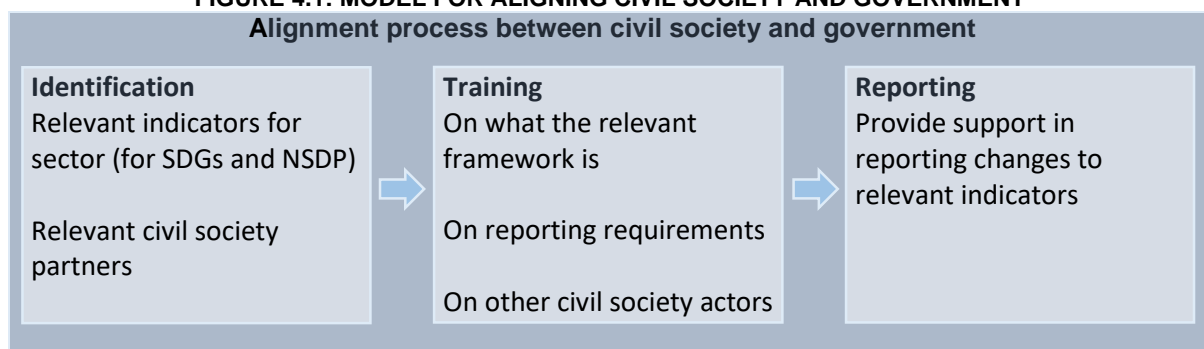 FIGURE 4.1: MODEL FOR ALIGNING CIVIL SOCIETY AND GOVERNMENT
Alignment process between civil society and government
Identification
Relevant indicators for
sector (for SDGs and NSDP)
Relevant civil society
partners
Training
On what the relevant
framework is
On reporting requirements
On other civil society actors
Reporting
Provide support in
reporting changes to
relevant indicators